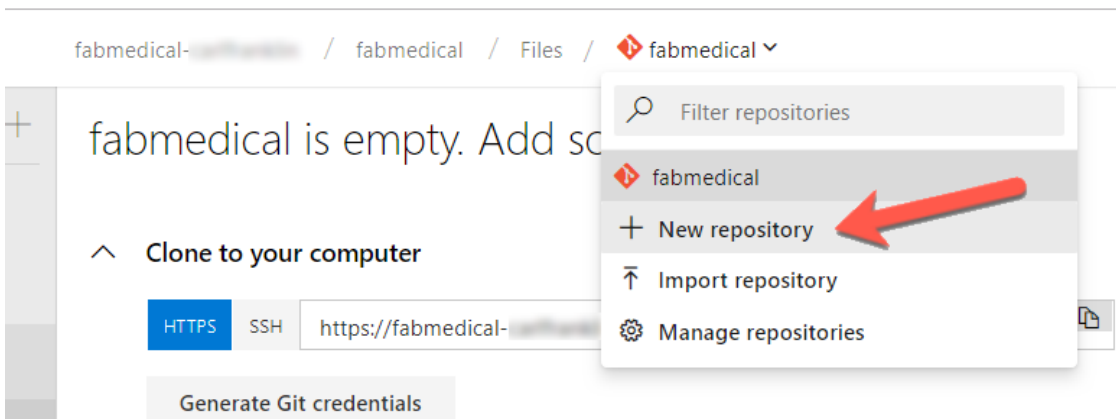 fabmedical- / fabmedical / Files / fabmedical
Filter repositories
fabmedical is empty. Add sc
fabmedical
+ New repository
Clone to your computer
Import repository
HTTPS SSH https://fabmedical-
Manage repositories
Generate Git credentials